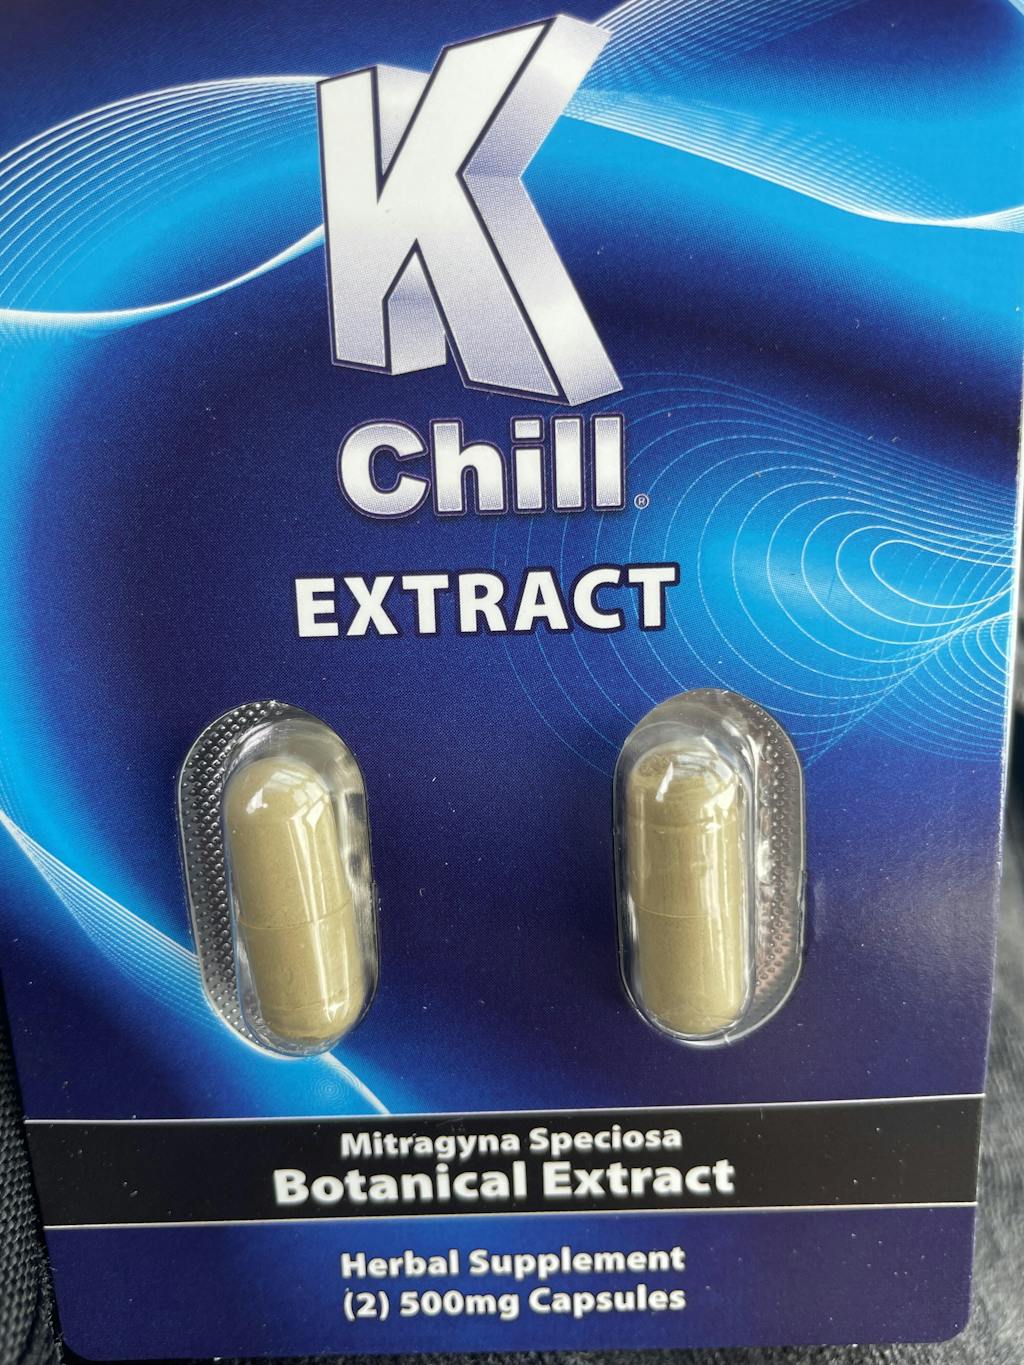 K
Chill®
EXTRACT
Mitragyna Speciosa
Botanical Extract
Herbal Supplement
(2) 500mg Capsules